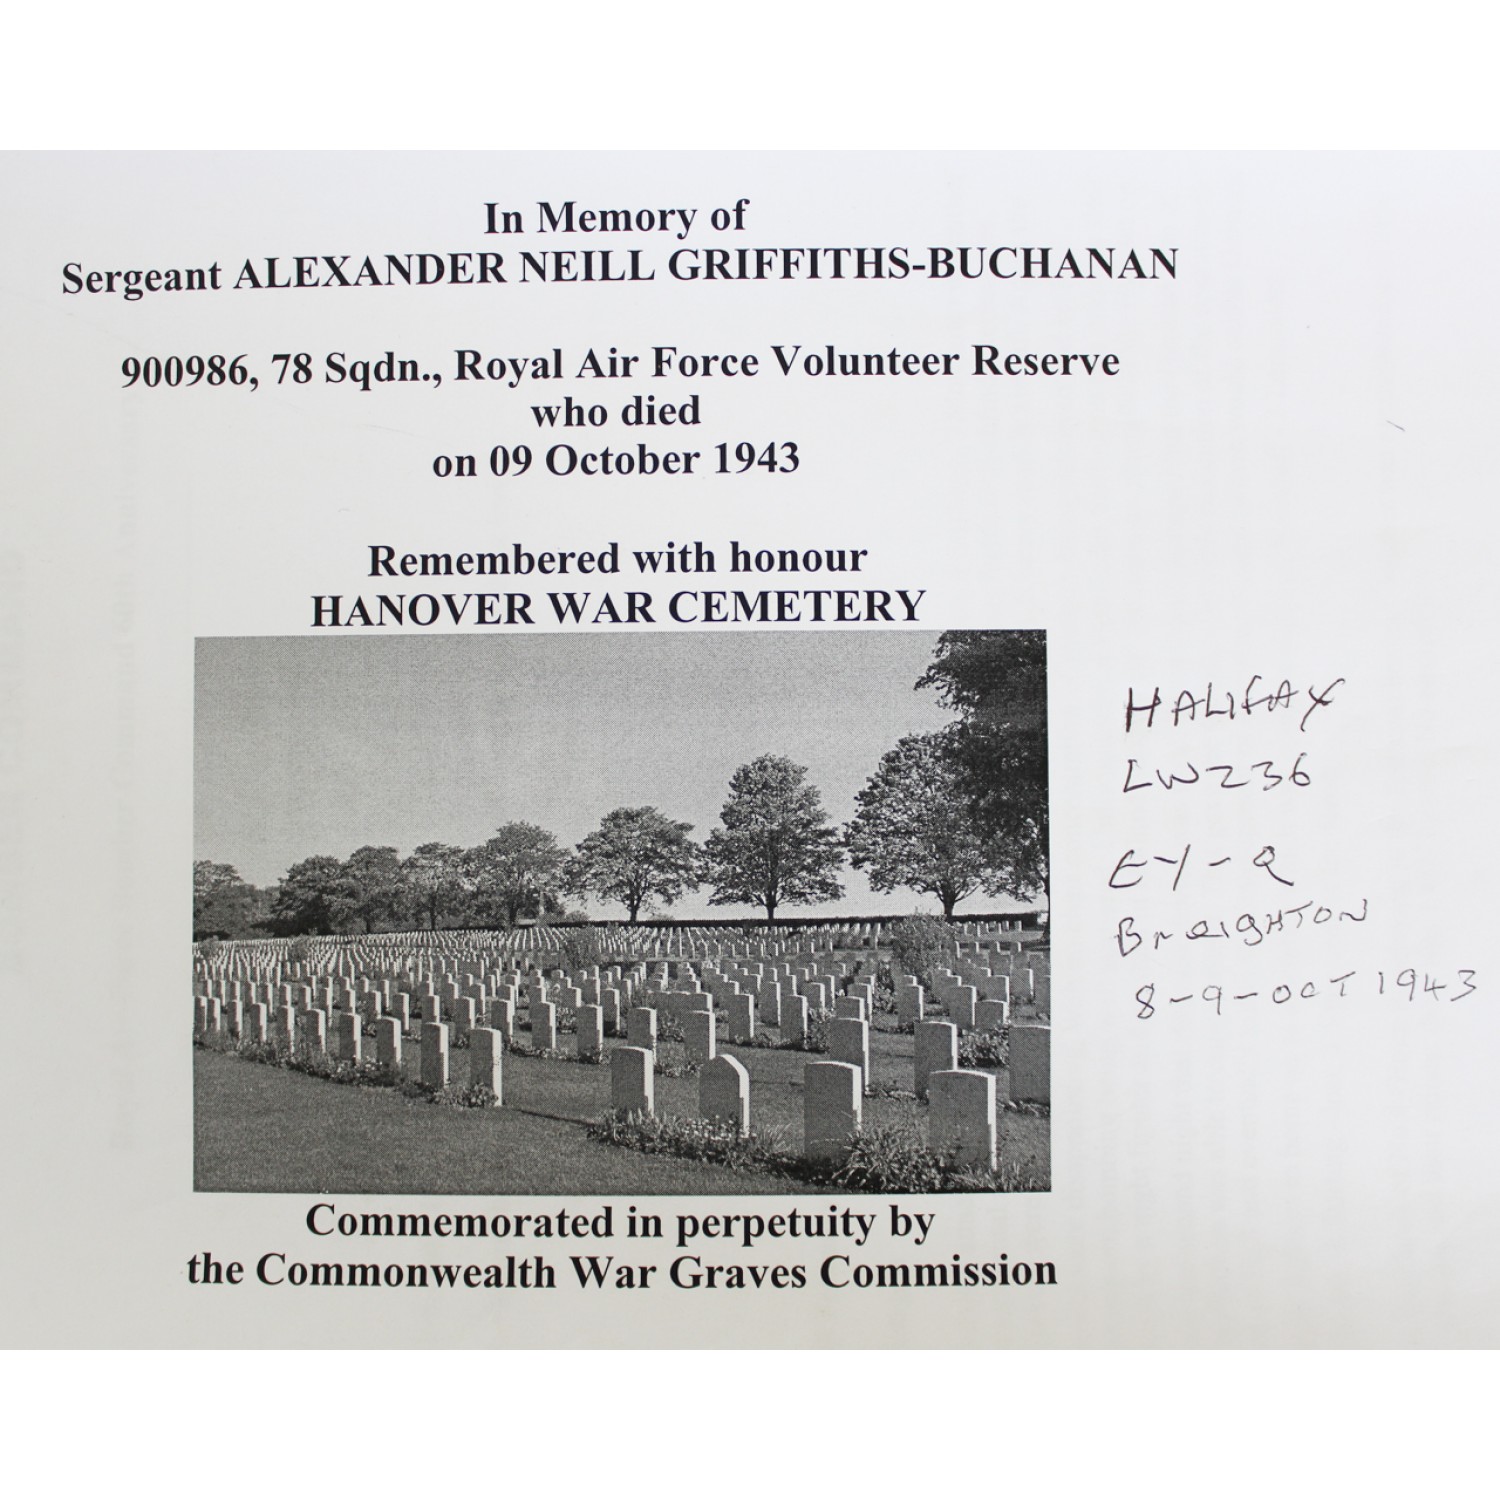 In Memory of
Sergeant ALEXANDER NEILL GRIFFITHS-BUCHANAN
900986, 78 Sqdn., Royal Air Force Volunteer Reserve
who died
on 09 October 1943
Remembered with honour
HANOVER WAR CEMETERY
HALIFAX
LW236
EY-Q
BreighTON
8-9-OCT 1943
Commemorated in perpetuity by
the Commonwealth War Graves Commission